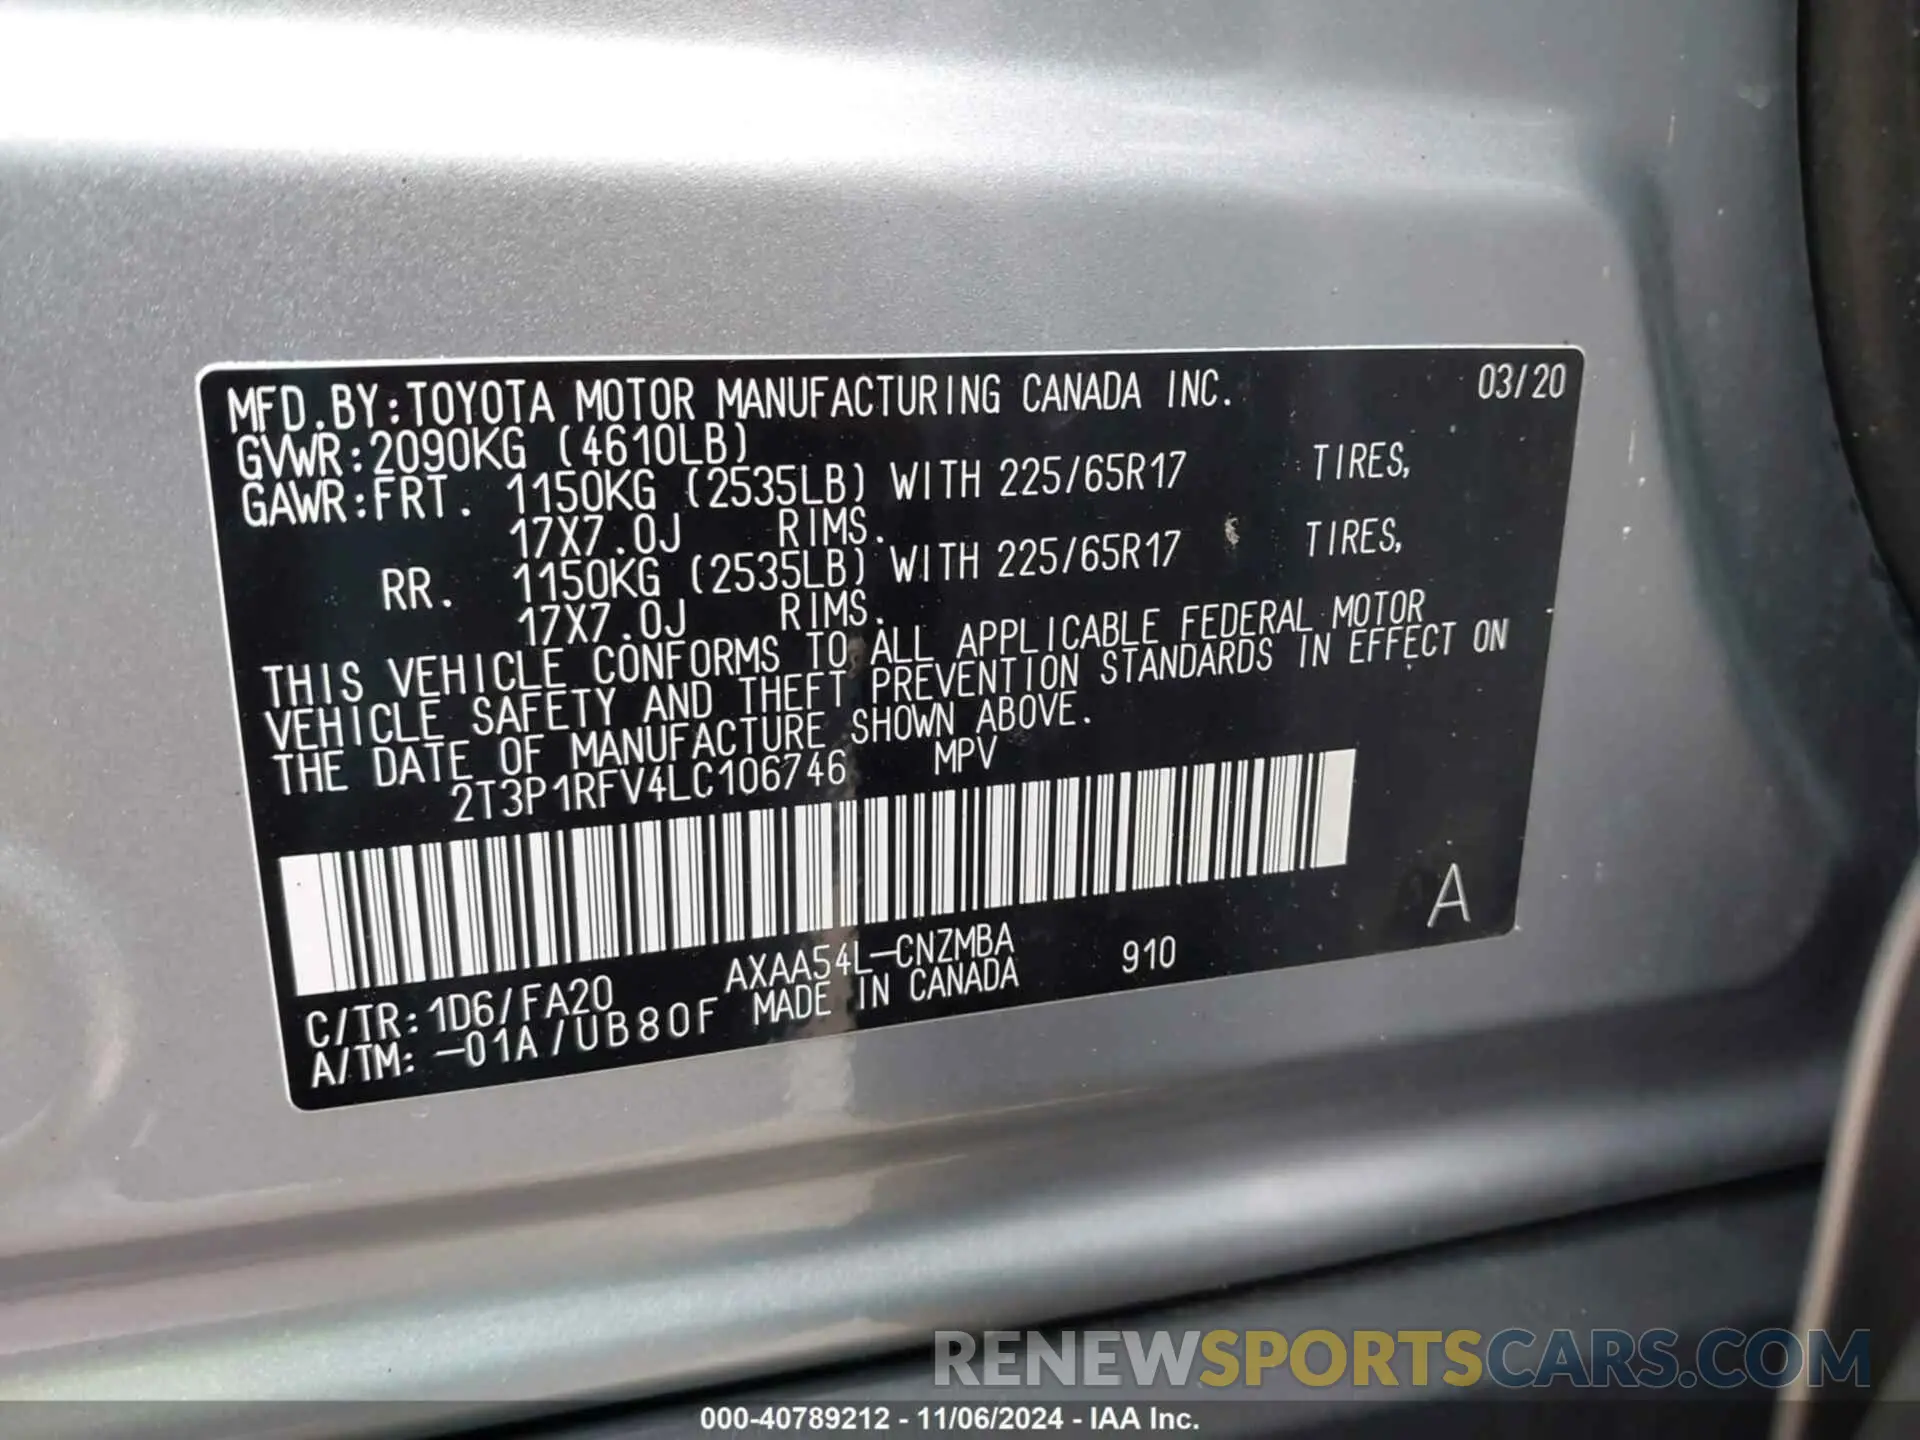 MFD.BY:TOYOTA MOTOR MANUFACTURING CANADA INC. 03/20
GVWR:2090KG (4610LB)
GAWR:FRT. 1150KG (2535LB) WITH 225/65R17 TIRES,
17X7.0J RIMS.
RR. 1150KG (2535LB) WITH 225/65R17 TIRES,
17X7.0J RIMS.
THIS VEHICLE CONFORMS TO ALL APPLICABLE FEDERAL MOTOR
VEHICLE SAFETY AND THEFT PREVENTION STANDARDS IN EFFECT ON
THE DATE OF MANUFACTURE SHOWN ABOVE.
2T3P1RFV4LC106746 MPV
A
C/TR:1D6/FA20 AXAA54L-CNZMBA 910
A/TM:-01A/UB80F MADE IN CANADA
RENEWSPORTSCARS.COM
000-40789212 - 11/06/2024 - IAA Inc.